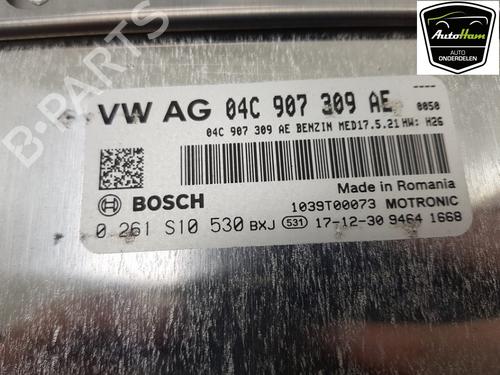 AutoHam
AUTO
ONDERDELEN
B-PARTS
VW AG 04C 907 309 AE ----
0050
04C 907 309 AE BENZIN MED17.5.21 HW: H26
BOSCH
Made in Romania
1039T00073 MOTRONIC
0 261 S10 530 BXJ 531 17-12-30 9464 1668